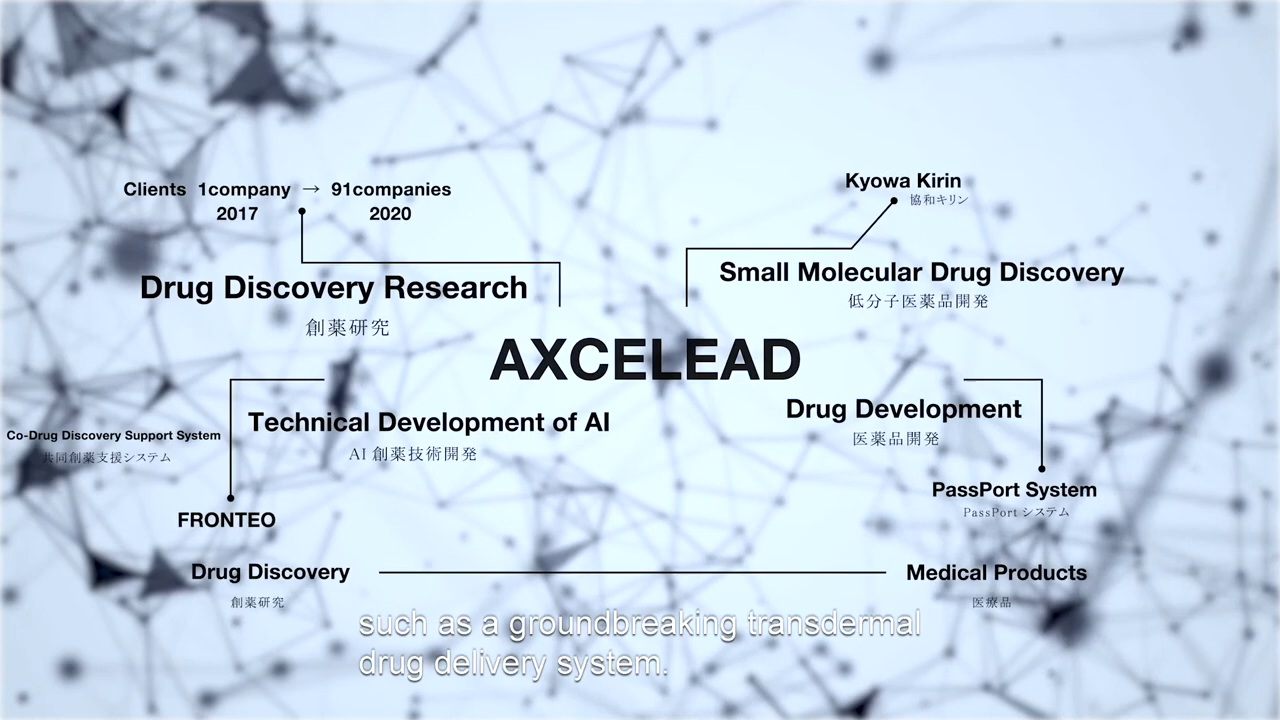 Clients 1company → 91companies
2017 2020
Drug Discovery Research
創薬研究
Kyowa Kirin
協和キリン
Small Molecular Drug Discovery
低分子医薬品開発
AXCELEAD
Technical Development of AI
AI 創薬技術開発
Co-Drug Discovery Support System
共同創薬支援システム
FRONTEO
Drug Development
医薬品開発
PassPort System
PassPort システム
Drug Discovery
創薬研究
Medical Products
医療品
such as a groundbreaking transdermal
drug delivery system.